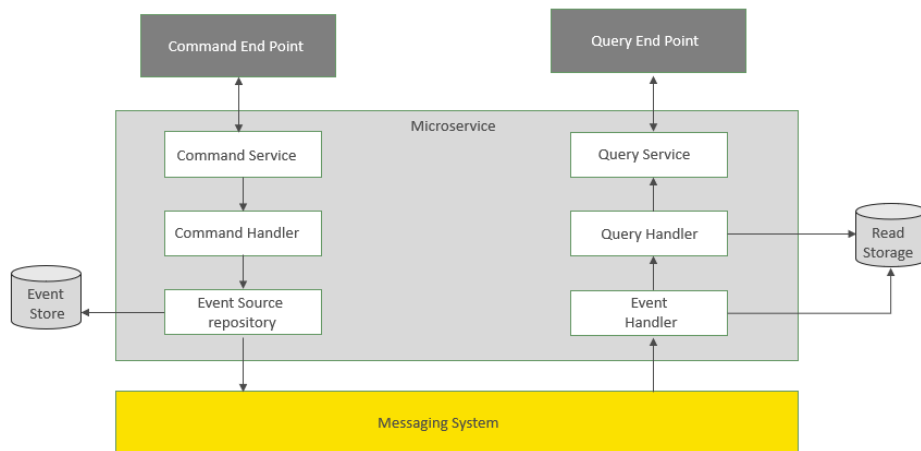 Command End Point
Query End Point
Microservice
Command Service
Query Service
Command Handler
Query Handler
Read
Storage
Event
Store
Event Source
repository
Event
Handler
Messaging System